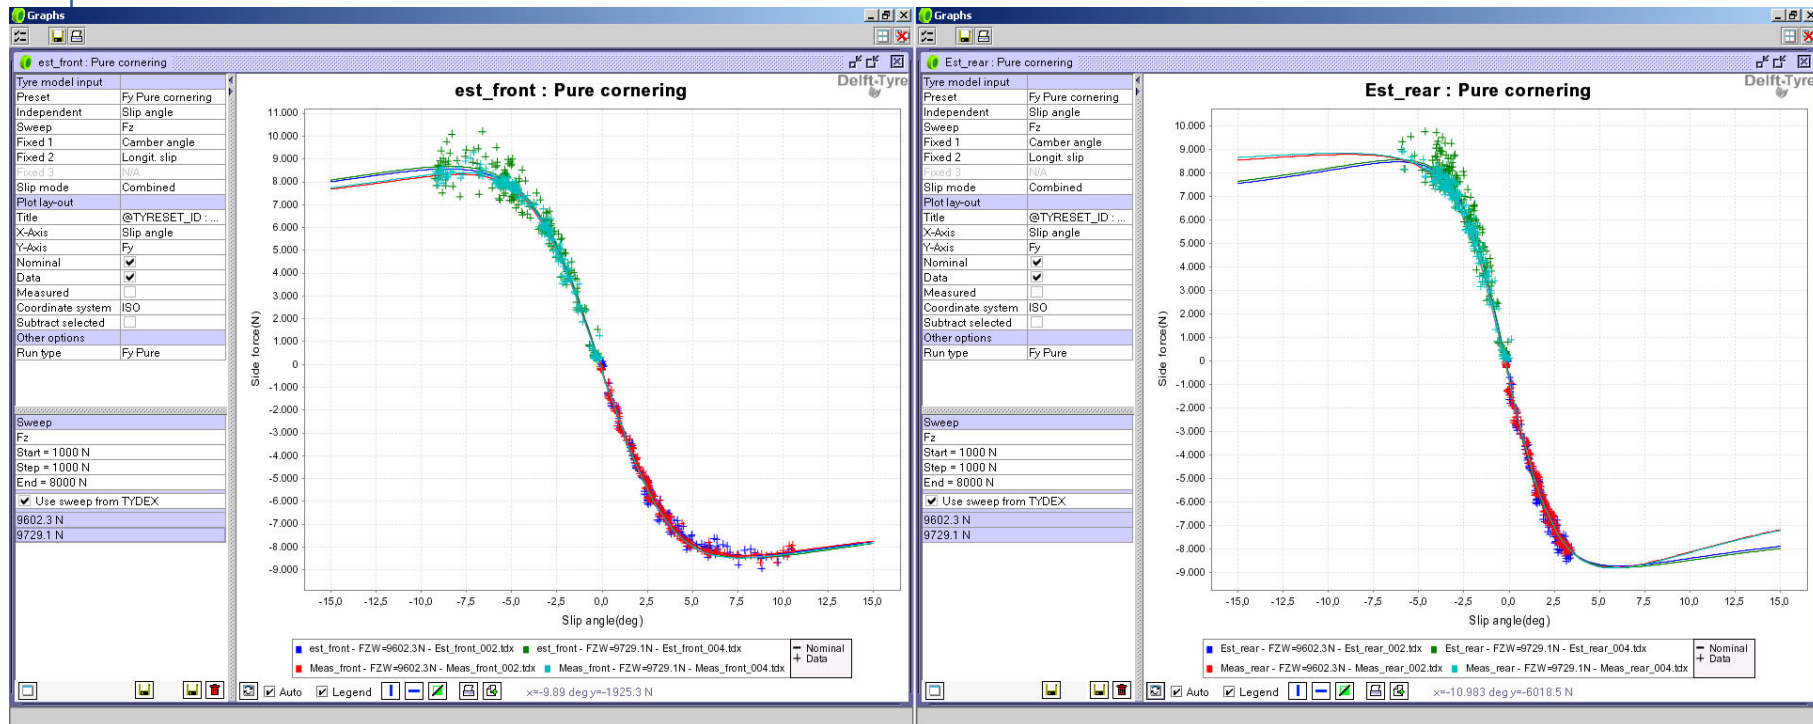 Graphs
est_front : Pure cornering
Tyre model input
Preset Fy Pure cornering
Independent Slip angle
Sweep Fz
Fixed 1 Camber angle
Fixed 2 Longit. slip
Fixed 3 N/A
Slip mode Combined
Plot lay-out
Title @TYRESET_ID : ...
X-Axis Slip angle
Y-Axis Fy
Nominal
Data
Measured
Coordinate system ISO
Subtract selected
Other options
Run type Fy Pure
Sweep
Fz
Start = 1000 N
Step = 1000 N
End = 8000 N
Use sweep from TYDEX
9602.3 N
9729.1 N
Delft-Tyre
est_front : Pure cornering
11.000
10.000
9.000
8.000
7.000
6.000
5.000
4.000
3.000
2.000
1.000
0
-1.000
-2.000
-3.000
-4.000
-5.000
-6.000
-7.000
-8.000
-9.000
Side force(N)
-15,0 -12,5 -10,0 -7,5 -5,0 -2,5 0,0 2,5 5,0 7,5 10,0 12,5 15,0
Slip angle(deg)
est_front - FZW=9602.3N - Est_front_002.tdx est_front - FZW=9729.1N - Est_front_004.tdx
Meas_front - FZW=9602.3N - Meas_front_002.tdx Meas_front - FZW=9729.1N - Meas_front_004.tdx
Nominal
Data
Auto Legend x=-9.89 deg y=-1925.3 N
Graphs
Est_rear : Pure cornering
Tyre model input
Preset Fy Pure cornering
Independent Slip angle
Sweep Fz
Fixed 1 Camber angle
Fixed 2 Longit. slip
Fixed 3 N/A
Slip mode Combined
Plot lay-out
Title @TYRESET_ID : ...
X-Axis Slip angle
Y-Axis Fy
Nominal
Data
Measured
Coordinate system ISO
Subtract selected
Other options
Run type Fy Pure
Sweep
Fz
Start = 1000 N
Step = 1000 N
End = 8000 N
Use sweep from TYDEX
9602.3 N
9729.1 N
Delft-Tyre
Est_rear : Pure cornering
10.000
9.000
8.000
7.000
6.000
5.000
4.000
3.000
2.000
1.000
0
-1.000
-2.000
-3.000
-4.000
-5.000
-6.000
-7.000
-8.000
-9.000
Side force(N)
-15,0 -12,5 -10,0 -7,5 -5,0 -2,5 0,0 2,5 5,0 7,5 10,0 12,5 15,0
Slip angle(deg)
Est_rear - FZW=9602.3N - Est_rear_002.tdx Est_rear - FZW=9729.1N - Est_rear_004.tdx
Meas_rear - FZW=9602.3N - Meas_rear_002.tdx Meas_rear - FZW=9729.1N - Meas_rear_004.tdx
Nominal
Data
Auto Legend x=-10.983 deg y=-6018.5 N